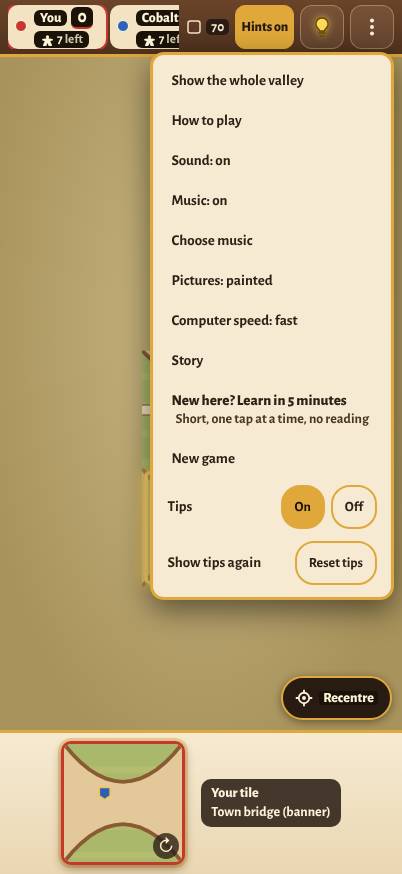 You 0
7 left
Cobalt
7 lef
70
Hints on
Show the whole valley
How to play
Sound: on
Music: on
Choose music
Pictures: painted
Computer speed: fast
Story
New here? Learn in 5 minutes
Short, one tap at a time, no reading
New game
Tips On Off
Show tips again Reset tips
Recentre
Your tile
Town bridge (banner)